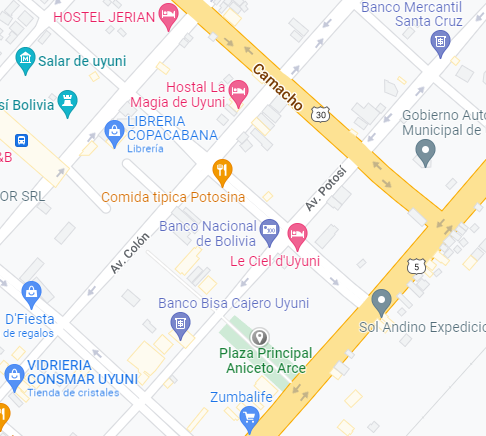 HOSTEL JERIAN
Banco Mercantil
Santa Cruz
Salar de uyuni
Camacho
Hostal La
Magia de Uyuni
30
sí Bolivia
LIBRERIA
COPACABANA
Librería
Gobierno Auto
Municipal de
&B
OR SRL
Comida tipica Potosina
Av. Potosí
Banco Nacional
de Bolivia
Av. Colón
Le Ciel d'Uyuni
5
D'Fiesta
de regalos
Banco Bisa Cajero Uyuni
Sol Andino Expedicio
Plaza Principal
Aniceto Arce
VIDRIERIA
CONSMAR UYUNI
Tienda de cristales
Zumbalife